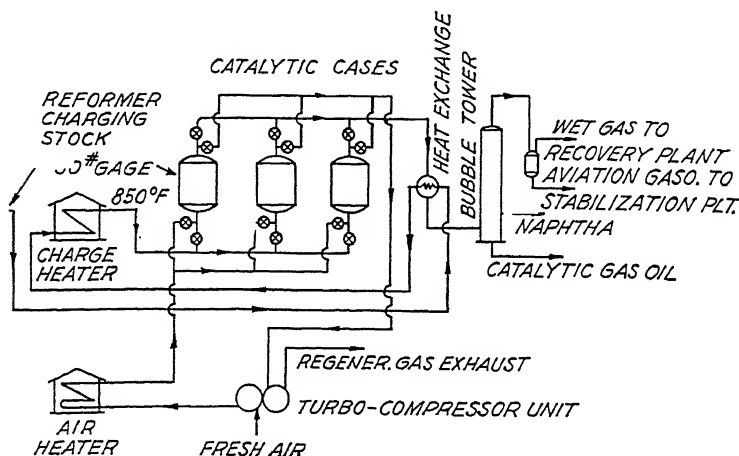 CATALYTIC CASES
REFORMER
CHARGING
STOCK
GAGE
850°F
CHARGE
HEATER
HEAT EXCHANGE
BUBBLE TOWER
WET GAS TO
RECOVERY PLANT
AVIATION GASO. TO
STABILIZATION PLT.
NAPHTHA
CATALYTIC GAS OIL
REGENER. GAS EXHAUST
TURBO-COMPRESSOR UNIT
AIR
HEATER
FRESH AIR